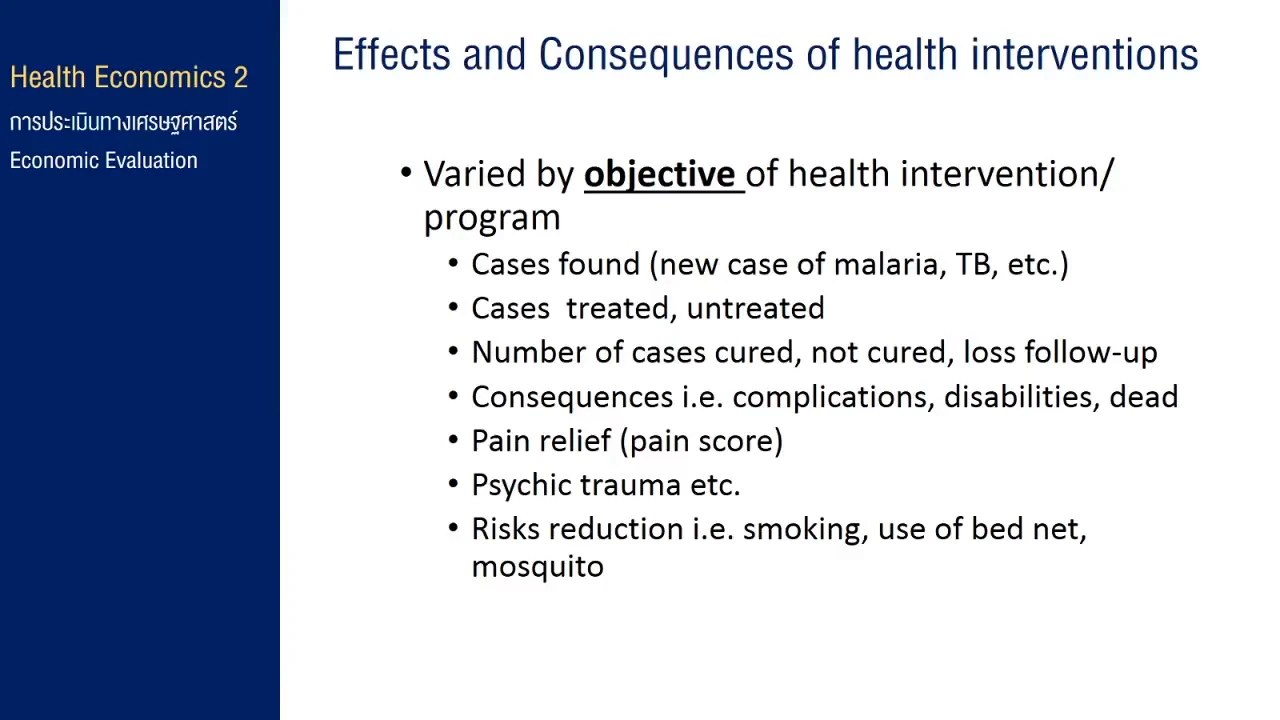 Health Economics 2
การประเมินทางเศรษฐศาสตร์
Economic Evaluation
Effects and Consequences of health interventions
• Varied by objective of health intervention/
program
• Cases found (new case of malaria, TB, etc.)
• Cases  treated, untreated
• Number of cases cured, not cured, loss follow-up
• Consequences i.e. complications, disabilities, dead
• Pain relief (pain score)
• Psychic trauma etc.
• Risks reduction i.e. smoking, use of bed net,
mosquito